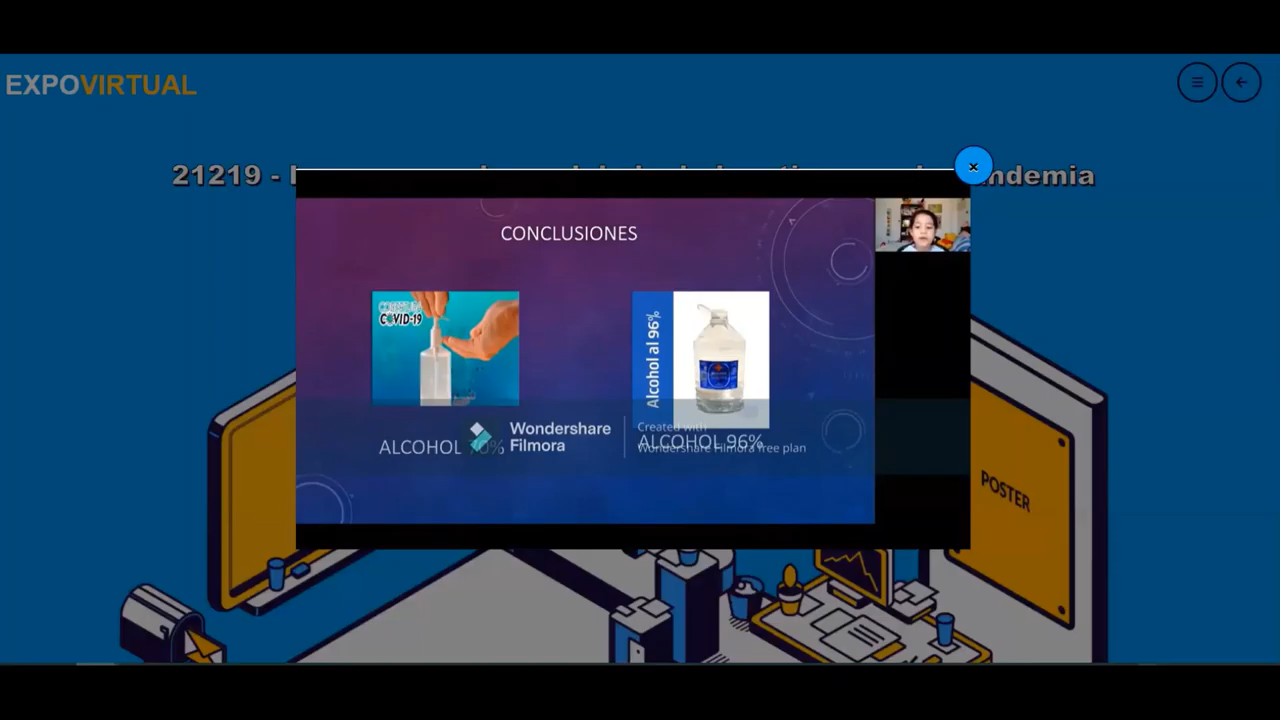 EXPOVIRTUAL
21219 -
ndemia
×
CONCLUSIONES
COVID-19
Alcohol al 96%
Wondershare
Filmora
Created with
Wondershare Filmora free plan
ALCOHOL 70%
ALCOHOL 96%
POSTER